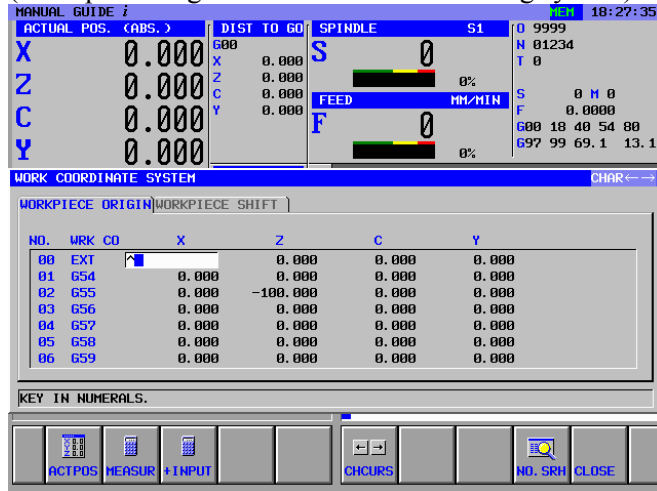 MANUAL GUIDE i MEM 18:27:35
ACTUAL POS. (ABS.) DIST TO GO SPINDLE S1 O 9999
X 0.000 G00 S 0 N 01234
X 0.000 T 0
Z 0.000 Z 0.000 0%
C 0.000 C 0.000 FEED MM/MIN S 0 M 0
Y 0.000 Y 0.000 F 0 F 0.0000
G00 18 40 54 80
0% G97 99 69.1 13.1
WORK COORDINATE SYSTEM CHAR←→
WORKPIECE ORIGIN WORKPIECE SHIFT
NO. WRK CO X Z C Y
00 EXT ^ 0.000 0.000 0.000
01 G54 0.000 0.000 0.000 0.000
02 G55 0.000 -100.000 0.000 0.000
03 G56 0.000 0.000 0.000 0.000
04 G57 0.000 0.000 0.000 0.000
05 G58 0.000 0.000 0.000 0.000
06 G59 0.000 0.000 0.000 0.000
KEY IN NUMERALS.
ACTPOS MEASUR +INPUT CHCURS NO.SRH CLOSE